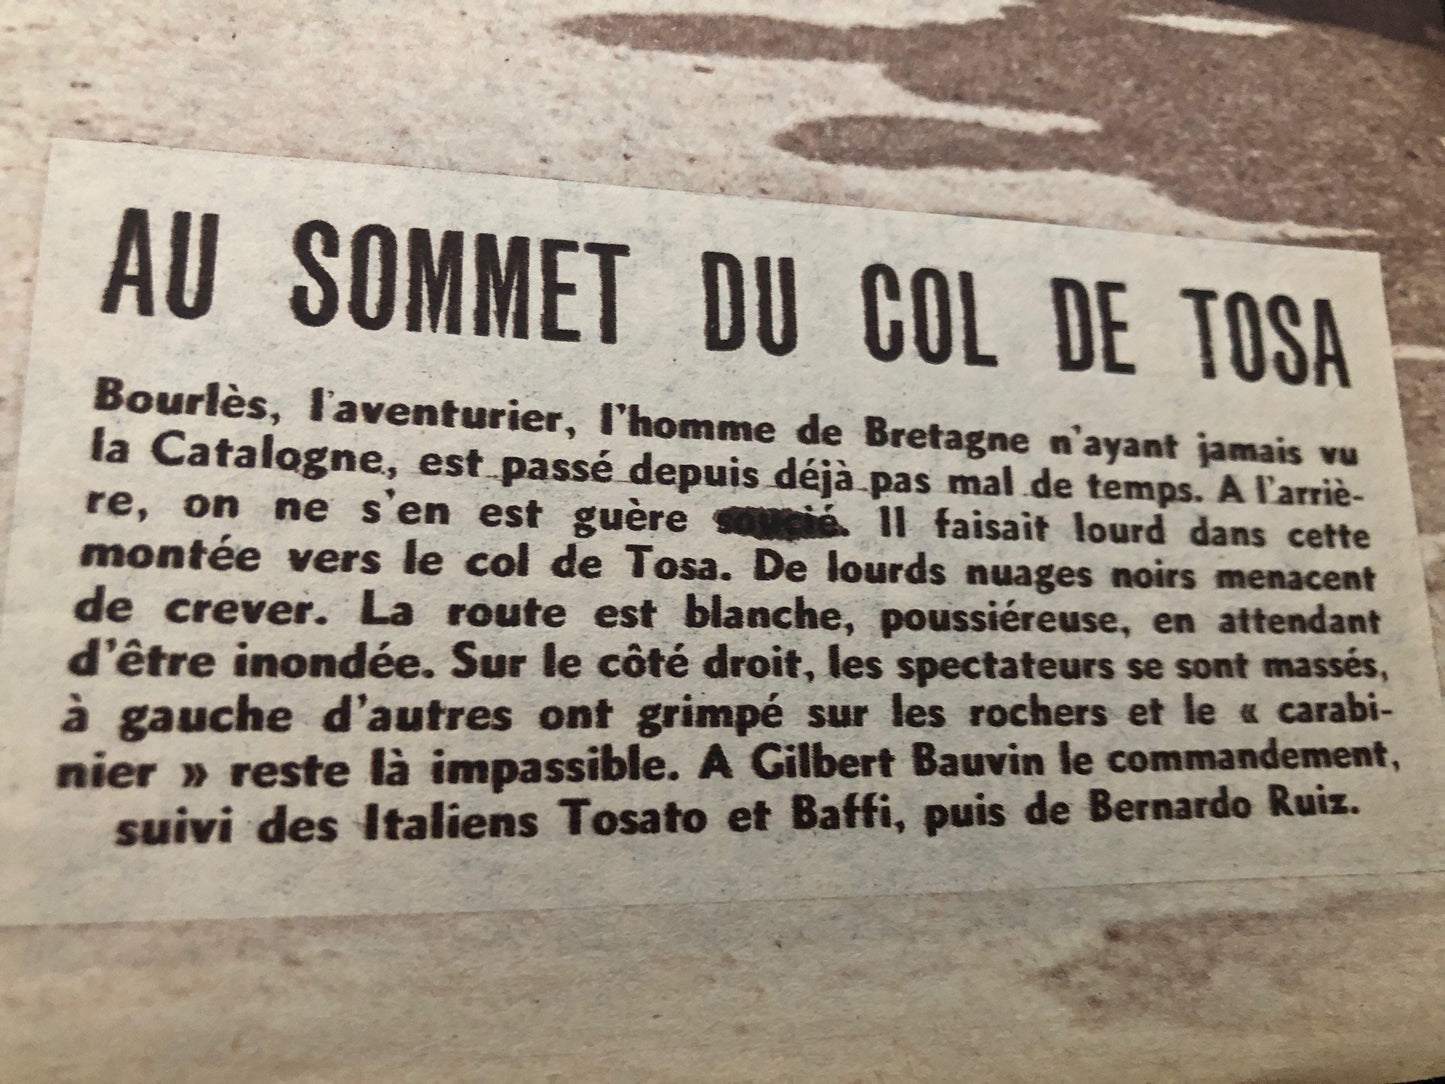 AU SOMMET DU COL DE TOSA
Bourlès, l'aventurier, l'homme de Bretagne n'ayant jamais vu
la Catalogne, est passé depuis déjà pas mal de temps. A l'arriè-
re, on ne s'en est guère soucié. Il faisait lourd dans cette
montée vers le col de Tosa. De lourds nuages noirs menacent
de crever. La route est blanche, poussiéreuse, en attendant
d'être inondée. Sur le côté droit, les spectateurs se sont massés,
à gauche d'autres ont grimpé sur les rochers et le « carabi-
nier » reste là impassible. A Gilbert Bauvin le commandement,
suivi des Italiens Tosato et Baffi, puis de Bernardo Ruiz.